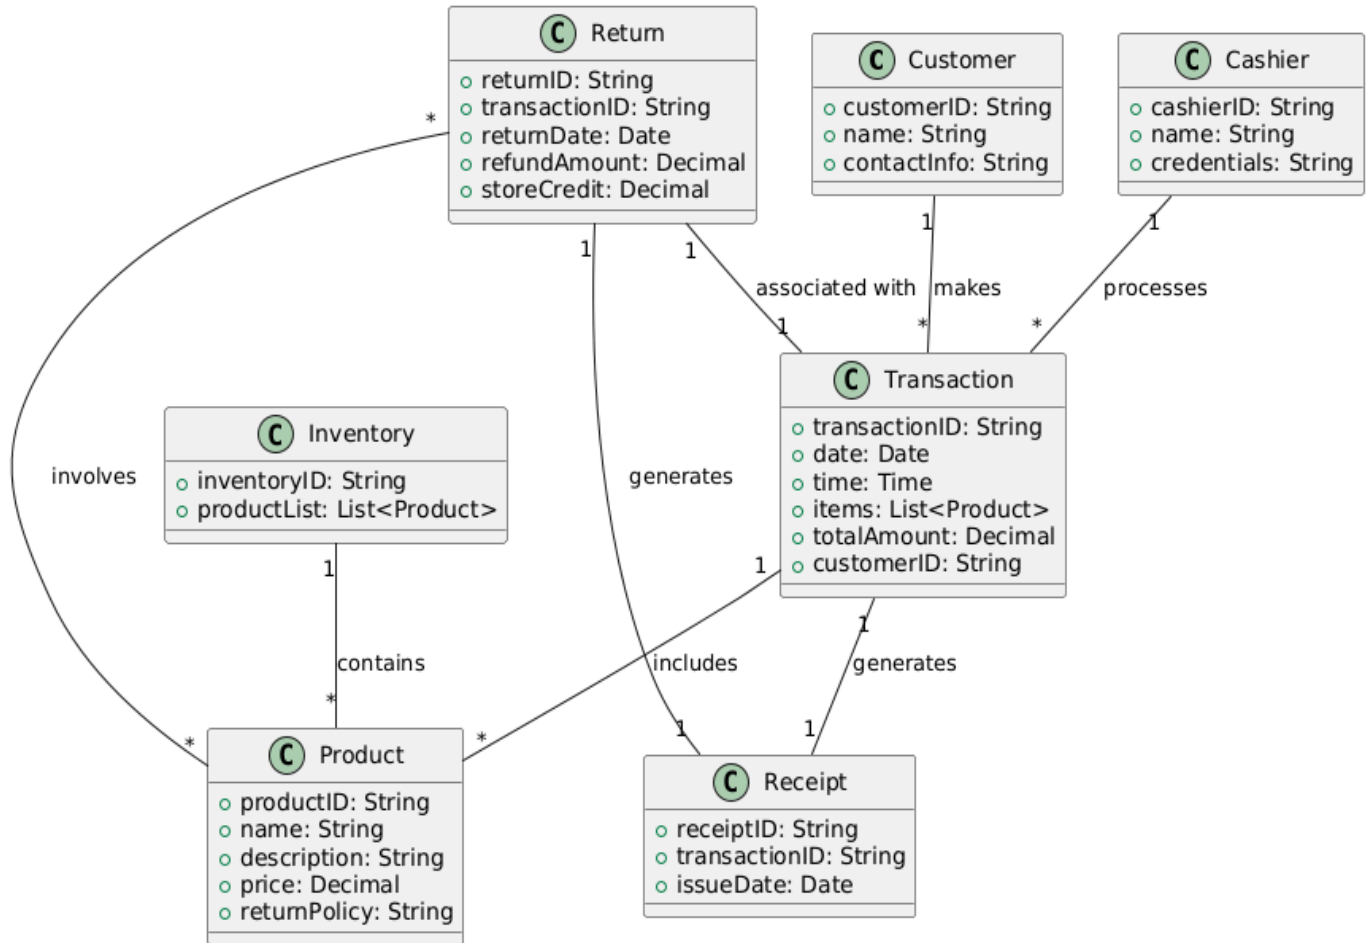 C Return
returnID: String
transactionID: String
returnDate: Date
refundAmount: Decimal
storeCredit: Decimal
C Customer
customerID: String
name: String
contactInfo: String
C Cashier
cashierID: String
name: String
credentials: String
*
1
1
1
1
associated with
makes
processes
1
*
*
C Transaction
transactionID: String
date: Date
time: Time
items: List<Product>
totalAmount: Decimal
customerID: String
C Inventory
inventoryID: String
productList: List<Product>
involves
generates
1
1
1
contains
includes
generates
*
*
*
1
1
C Product
productID: String
name: String
description: String
price: Decimal
returnPolicy: String
C Receipt
receiptID: String
transactionID: String
issueDate: Date